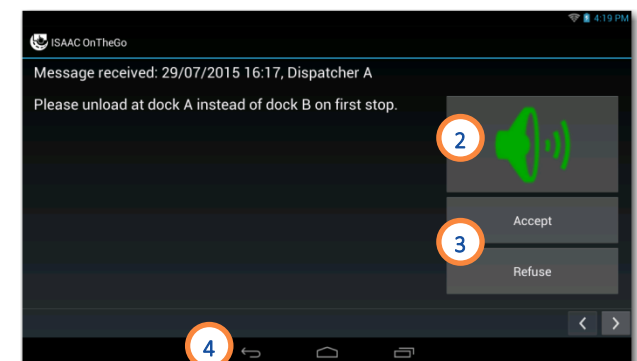 4:19 PM
ISAAC OnTheGo
Message received: 29/07/2015 16:17, Dispatcher A
Please unload at dock A instead of dock B on first stop.
2
Accept
3
Refuse
4